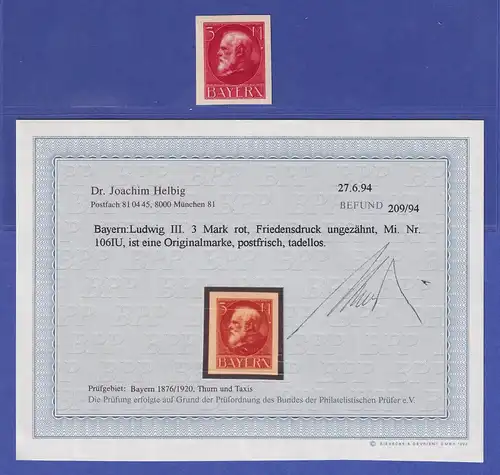 3 M
BAYERN
Dr. Joachim Helbig
Postfach 81 04 45, 8000 München 81
27.6.94
BEFUND 209/94
Bayern:Ludwig III. 3 Mark rot, Friedensdruck ungezähnt, Mi. Nr.
106IU, ist eine Originalmarke, postfrisch, tadellos.
3 M
BAYERN
Prüfgebiet: Bayern 1876/1920, Thurn und Taxis
Die Prüfung erfolgte auf Grund der Prüfordnung des Bundes der Philatelistischen Prüfer e.V.